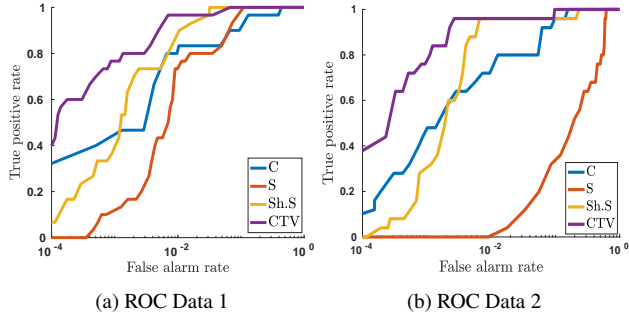 1
0.8
0.6
0.4
0.2
0
True positive rate
10^-4
10^-2
10^0
False alarm rate
C
S
Sh.S
CTV
(a) ROC Data 1
1
0.8
0.6
0.4
0.2
0
True positive rate
10^-4
10^-2
10^0
False alarm rate
C
S
Sh.S
CTV
(b) ROC Data 2